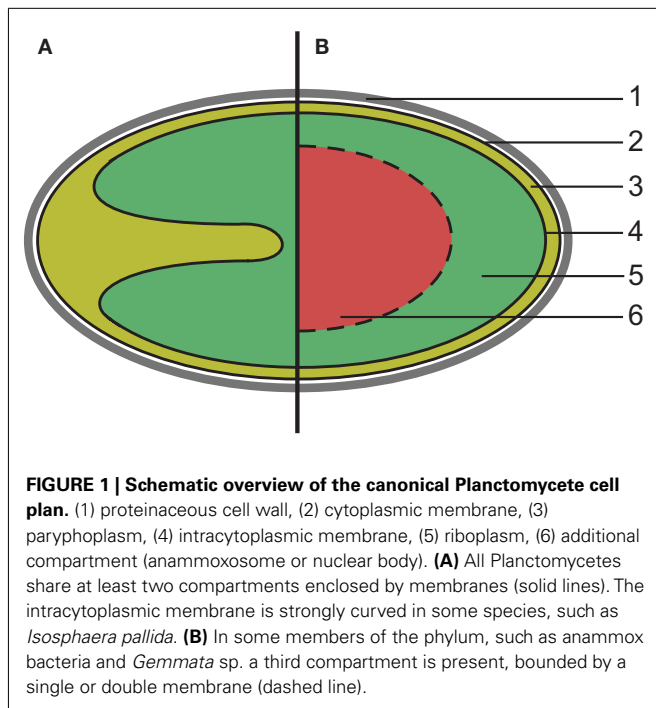 A
B
1
2
3
4
5
6
FIGURE 1 | Schematic overview of the canonical Planctomycete cell
plan. (1) proteinaceous cell wall, (2) cytoplasmic membrane, (3)
paryphoplasm, (4) intracytoplasmic membrane, (5) riboplasm, (6) additional
compartment (anammoxosome or nuclear body). (A) All Planctomycetes
share at least two compartments enclosed by membranes (solid lines). The
intracytoplasmic membrane is strongly curved in some species, such as
Isosphaera pallida. (B) In some members of the phylum, such as anammox
bacteria and Gemmata sp. a third compartment is present, bounded by a
single or double membrane (dashed line).